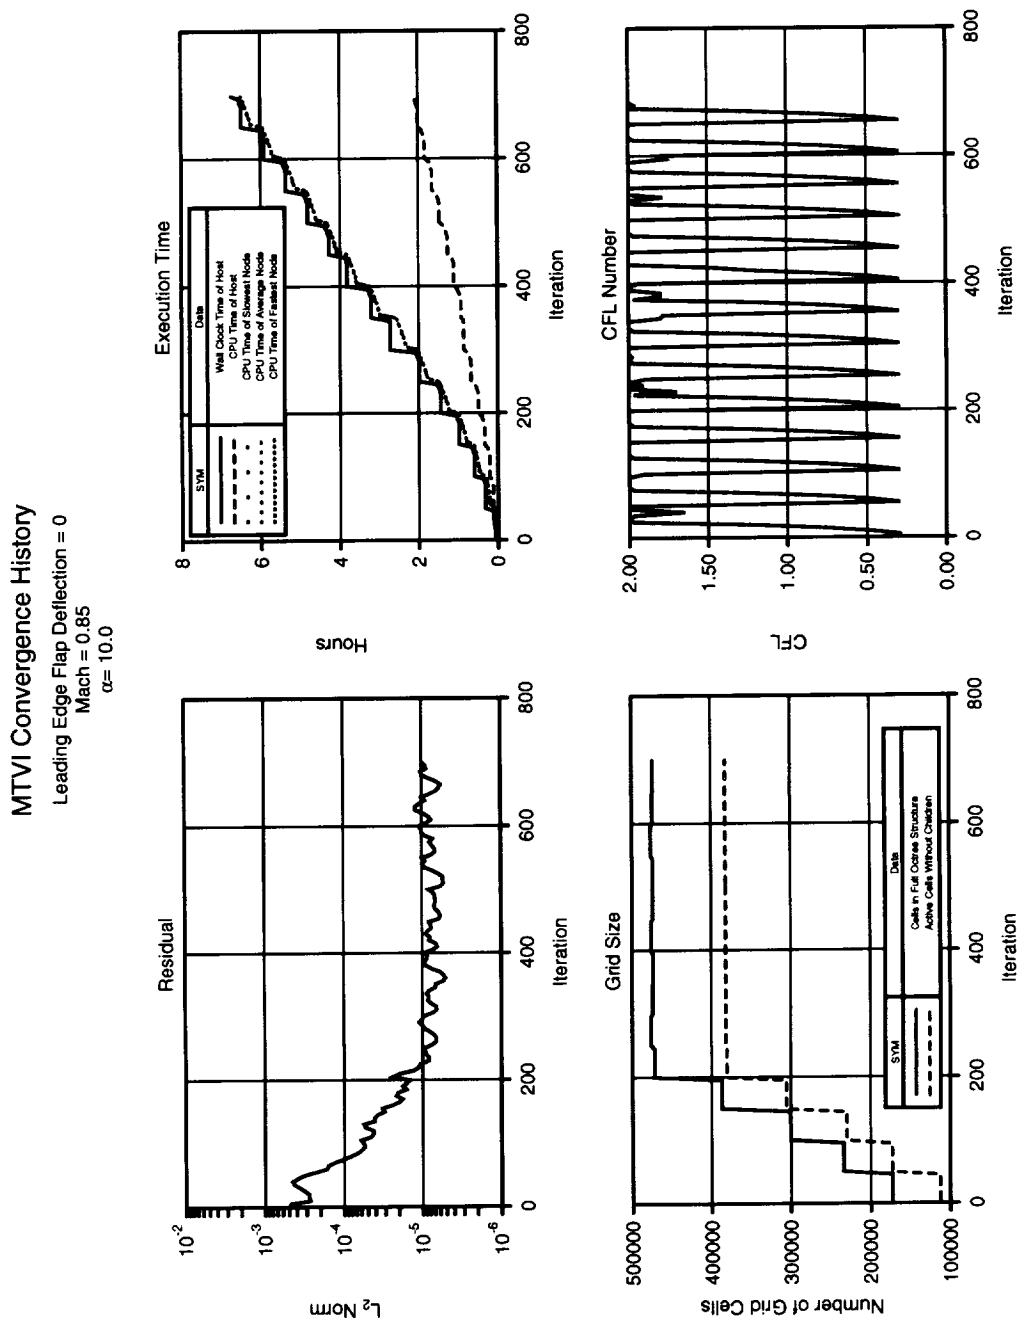 MTVI Convergence History
Leading Edge Flap Deflection = 0
Mach = 0.85
α= 10.0
Residual
10⁻²
10⁻³
10⁻⁴
10⁻⁵
10⁻⁶
L₂ Norm
0
200
400
600
800
Iteration
Execution Time
8
6
4
2
0
Hours
SYM
Data
Wall Clock Time of Host
CPU Time of Host
CPU Time of Slowest Node
CPU Time of Average Node
CPU Time of Fastest Node
0
200
400
600
800
Iteration
Grid Size
500000
400000
300000
200000
100000
Number of Grid Cells
SYM
Data
Cells in Full Octree Structure
Active Cells Without Children
0
200
400
600
800
Iteration
CFL Number
2.00
1.50
1.00
0.50
0.00
CFL
0
200
400
600
800
Iteration